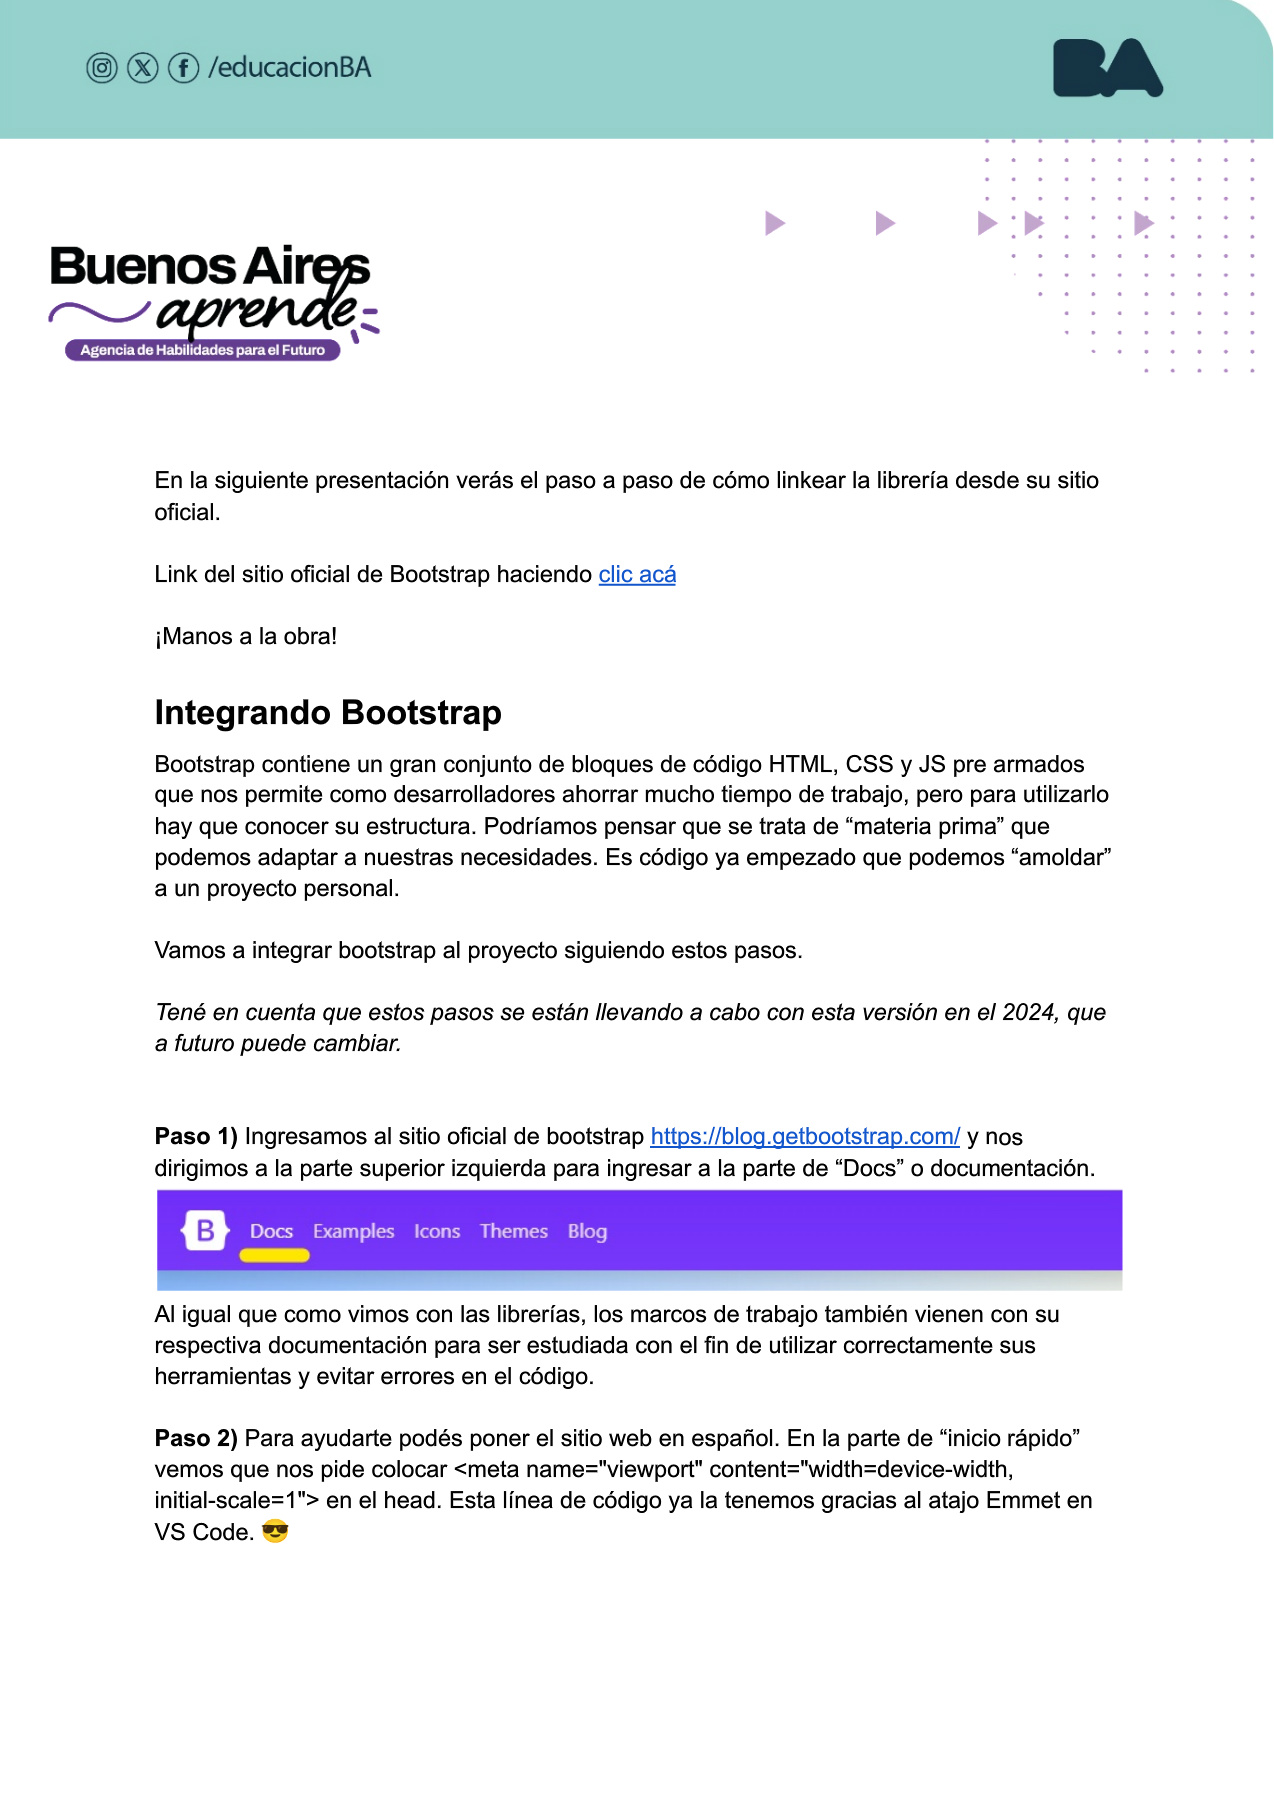 /educacionBA
BA
Buenos Aires
aprende
Agencia de Habilidades para el Futuro
En la siguiente presentación verás el paso a paso de cómo linkear la librería desde su sitio
oficial.
Link del sitio oficial de Bootstrap haciendo clic acá
¡Manos a la obra!
Integrando Bootstrap
Bootstrap contiene un gran conjunto de bloques de código HTML, CSS y JS pre armados
que nos permite como desarrolladores ahorrar mucho tiempo de trabajo, pero para utilizarlo
hay que conocer su estructura. Podríamos pensar que se trata de “materia prima” que
podemos adaptar a nuestras necesidades. Es código ya empezado que podemos “amoldar”
a un proyecto personal.
Vamos a integrar bootstrap al proyecto siguiendo estos pasos.
Tené en cuenta que estos pasos se están llevando a cabo con esta versión en el 2024, que
a futuro puede cambiar.
Paso 1) Ingresamos al sitio oficial de bootstrap https://blog.getbootstrap.com/ y nos
dirigimos a la parte superior izquierda para ingresar a la parte de “Docs” o documentación.
B Docs Examples Icons Themes Blog
Al igual que como vimos con las librerías, los marcos de trabajo también vienen con su
respectiva documentación para ser estudiada con el fin de utilizar correctamente sus
herramientas y evitar errores en el código.
Paso 2) Para ayudarte podés poner el sitio web en español. En la parte de “inicio rápido”
vemos que nos pide colocar <meta name="viewport" content="width=device-width,
initial-scale=1"> en el head. Esta línea de código ya la tenemos gracias al atajo Emmet en
VS Code. 😎